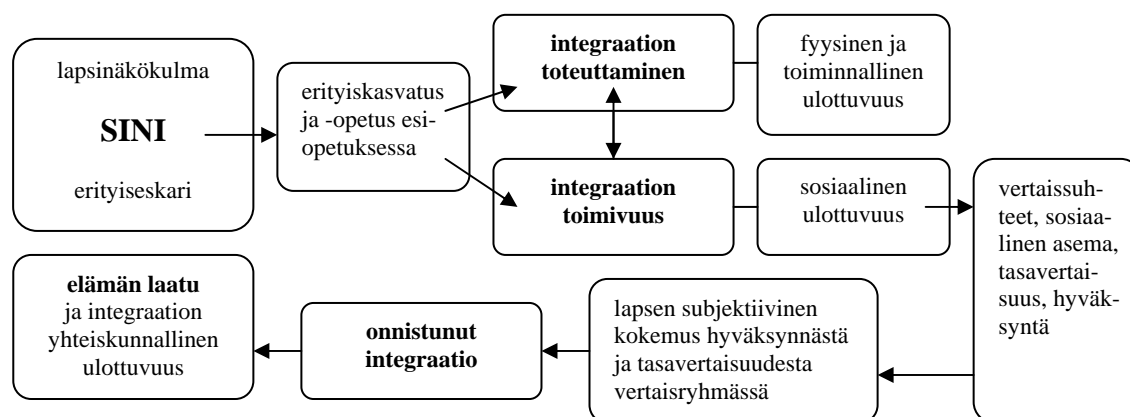 lapsinäkökulma
SINI
erityiseskari
erityiskasvatus
ja -opetus esi-
opetuksessa
integraation
toteuttaminen
fyysinen ja
toiminnallinen
ulottuvuus
integraation
toimivuus
sosiaalinen
ulottuvuus
vertaissuh-
teet, sosiaa-
linen asema,
tasavertai-
suus, hyväk-
syntä
lapsen subjektiivinen
kokemus hyväksynnästä
ja tasavertaisuudesta
vertaisryhmässä
onnistunut
integraatio
elämän laatu
ja integraation
yhteiskunnallinen
ulottuvuus